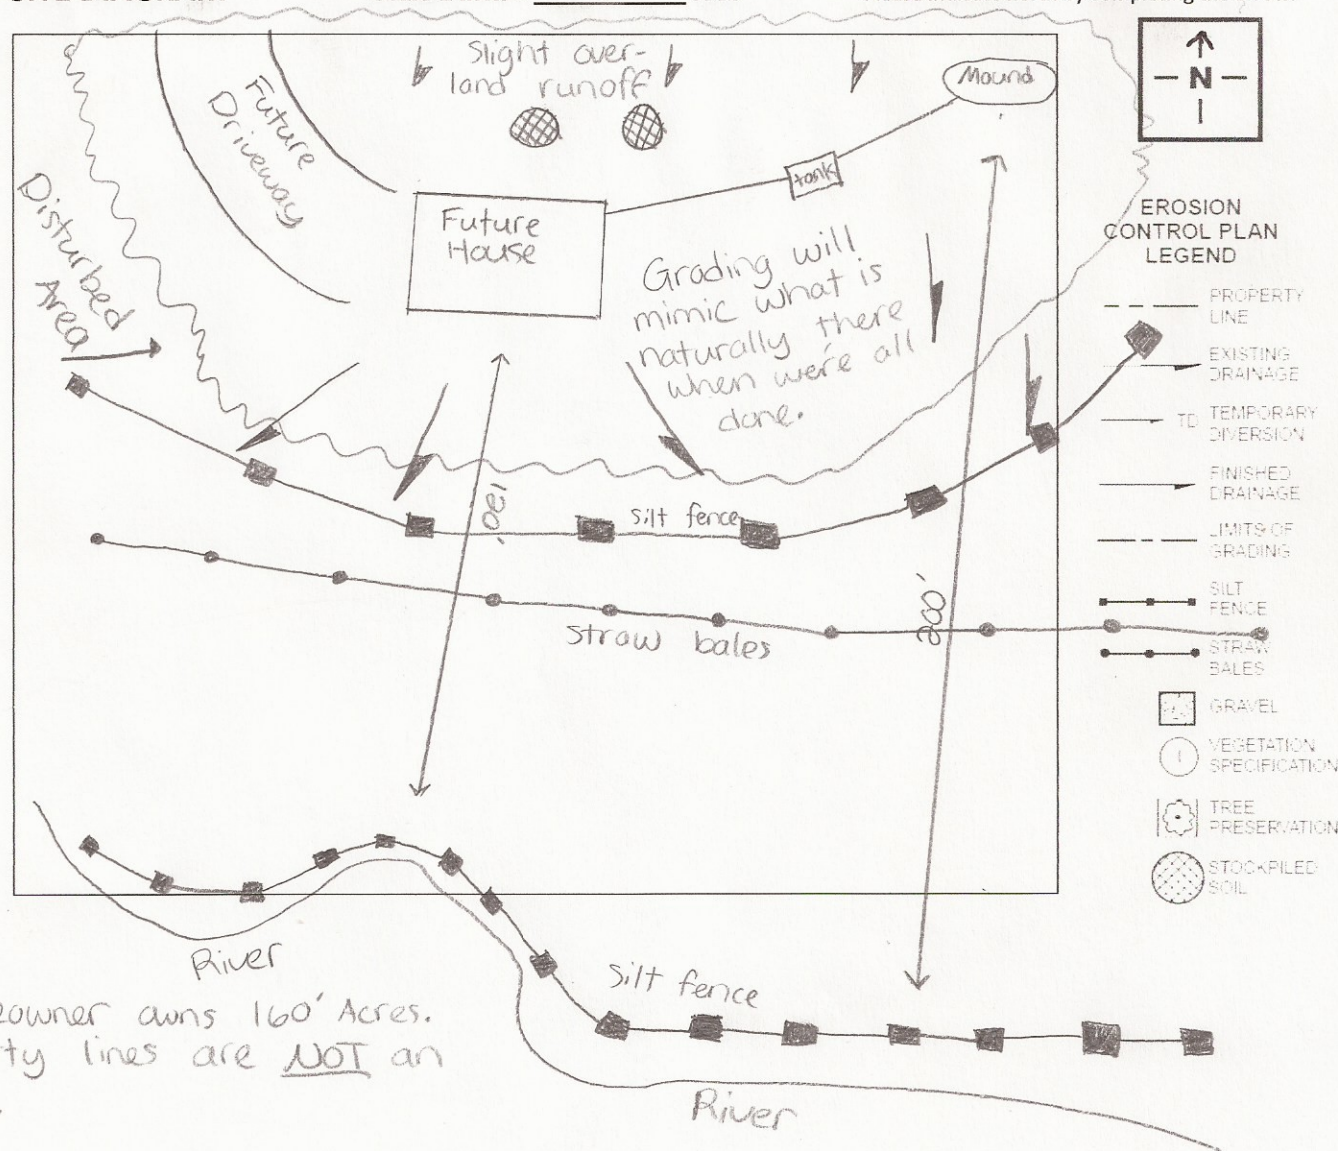 Slight over-
land runoff
Mound
N
Future
Driveway
tank
Disturbed
Area
Future
House
Grading will
mimic what is
naturally there
when we're all
done.
EROSION
CONTROL PLAN
LEGEND
PROPERTY
LINE
EXISTING
DRAINAGE
TD TEMPORARY
DIVERSION
FINISHED
DRAINAGE
LIMITS OF
GRADING
SILT
FENCE
STRAW
BALES
GRAVEL
VEGETATION
SPECIFICATION
TREE
PRESERVATION
STOCKPILED
SOIL
silt fence
130'
straw bales
200'
River
Silt fence
owns 160' Acres.
lines are NOT an
River